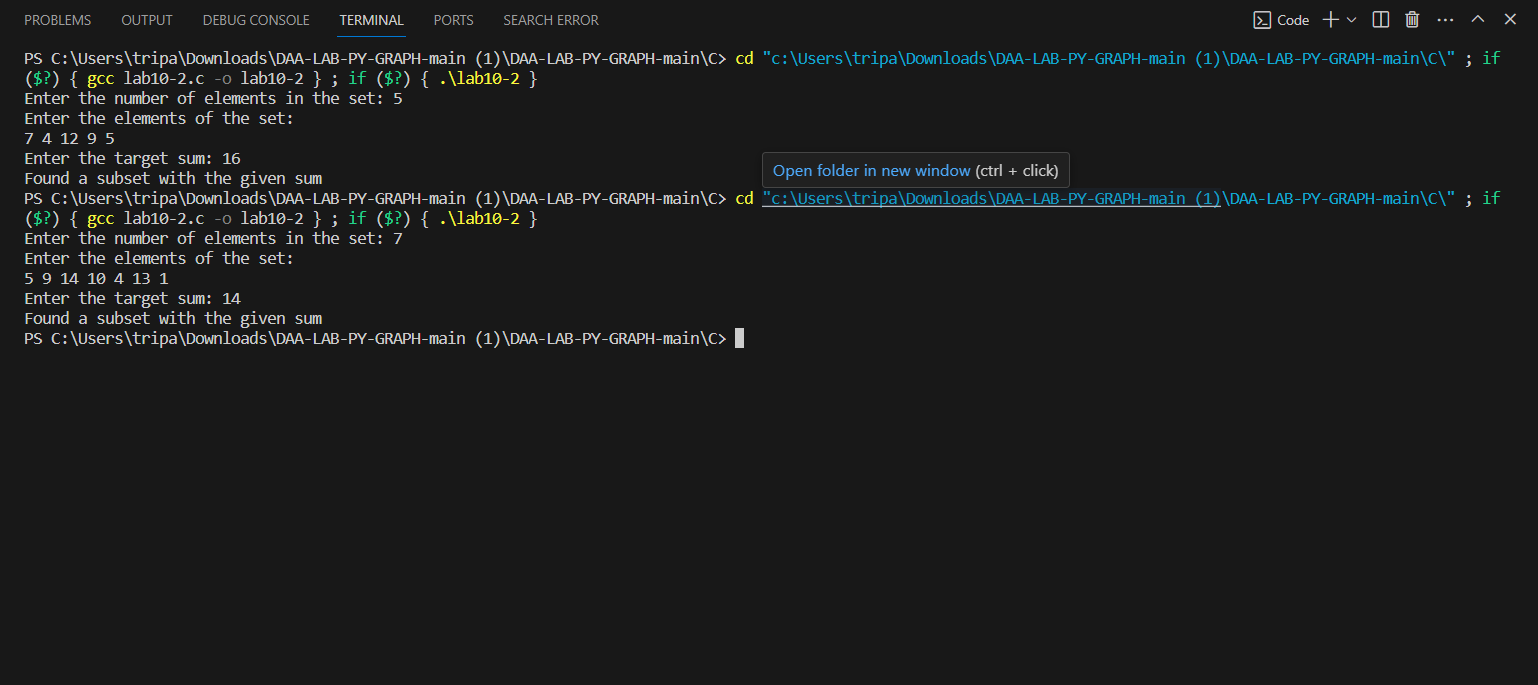 PROBLEMS OUTPUT DEBUG CONSOLE TERMINAL PORTS SEARCH ERROR Code
PS C:\Users\tripa\Downloads\DAA-LAB-PY-GRAPH-main (1)\DAA-LAB-PY-GRAPH-main\C> cd "c:\Users\tripa\Downloads\DAA-LAB-PY-GRAPH-main (1)\DAA-LAB-PY-GRAPH-main\C\" ; if
($?) { gcc lab10-2.c -o lab10-2 } ; if ($?) { .\lab10-2 }
Enter the number of elements in the set: 5
Enter the elements of the set:
7 4 12 9 5
Enter the target sum: 16
Found a subset with the given sum
Open folder in new window (ctrl + click)
PS C:\Users\tripa\Downloads\DAA-LAB-PY-GRAPH-main (1)\DAA-LAB-PY-GRAPH-main\C> cd "c:\Users\tripa\Downloads\DAA-LAB-PY-GRAPH-main (1)\DAA-LAB-PY-GRAPH-main\C\" ; if
($?) { gcc lab10-2.c -o lab10-2 } ; if ($?) { .\lab10-2 }
Enter the number of elements in the set: 7
Enter the elements of the set:
5 9 14 10 4 13 1
Enter the target sum: 14
Found a subset with the given sum
PS C:\Users\tripa\Downloads\DAA-LAB-PY-GRAPH-main (1)\DAA-LAB-PY-GRAPH-main\C>